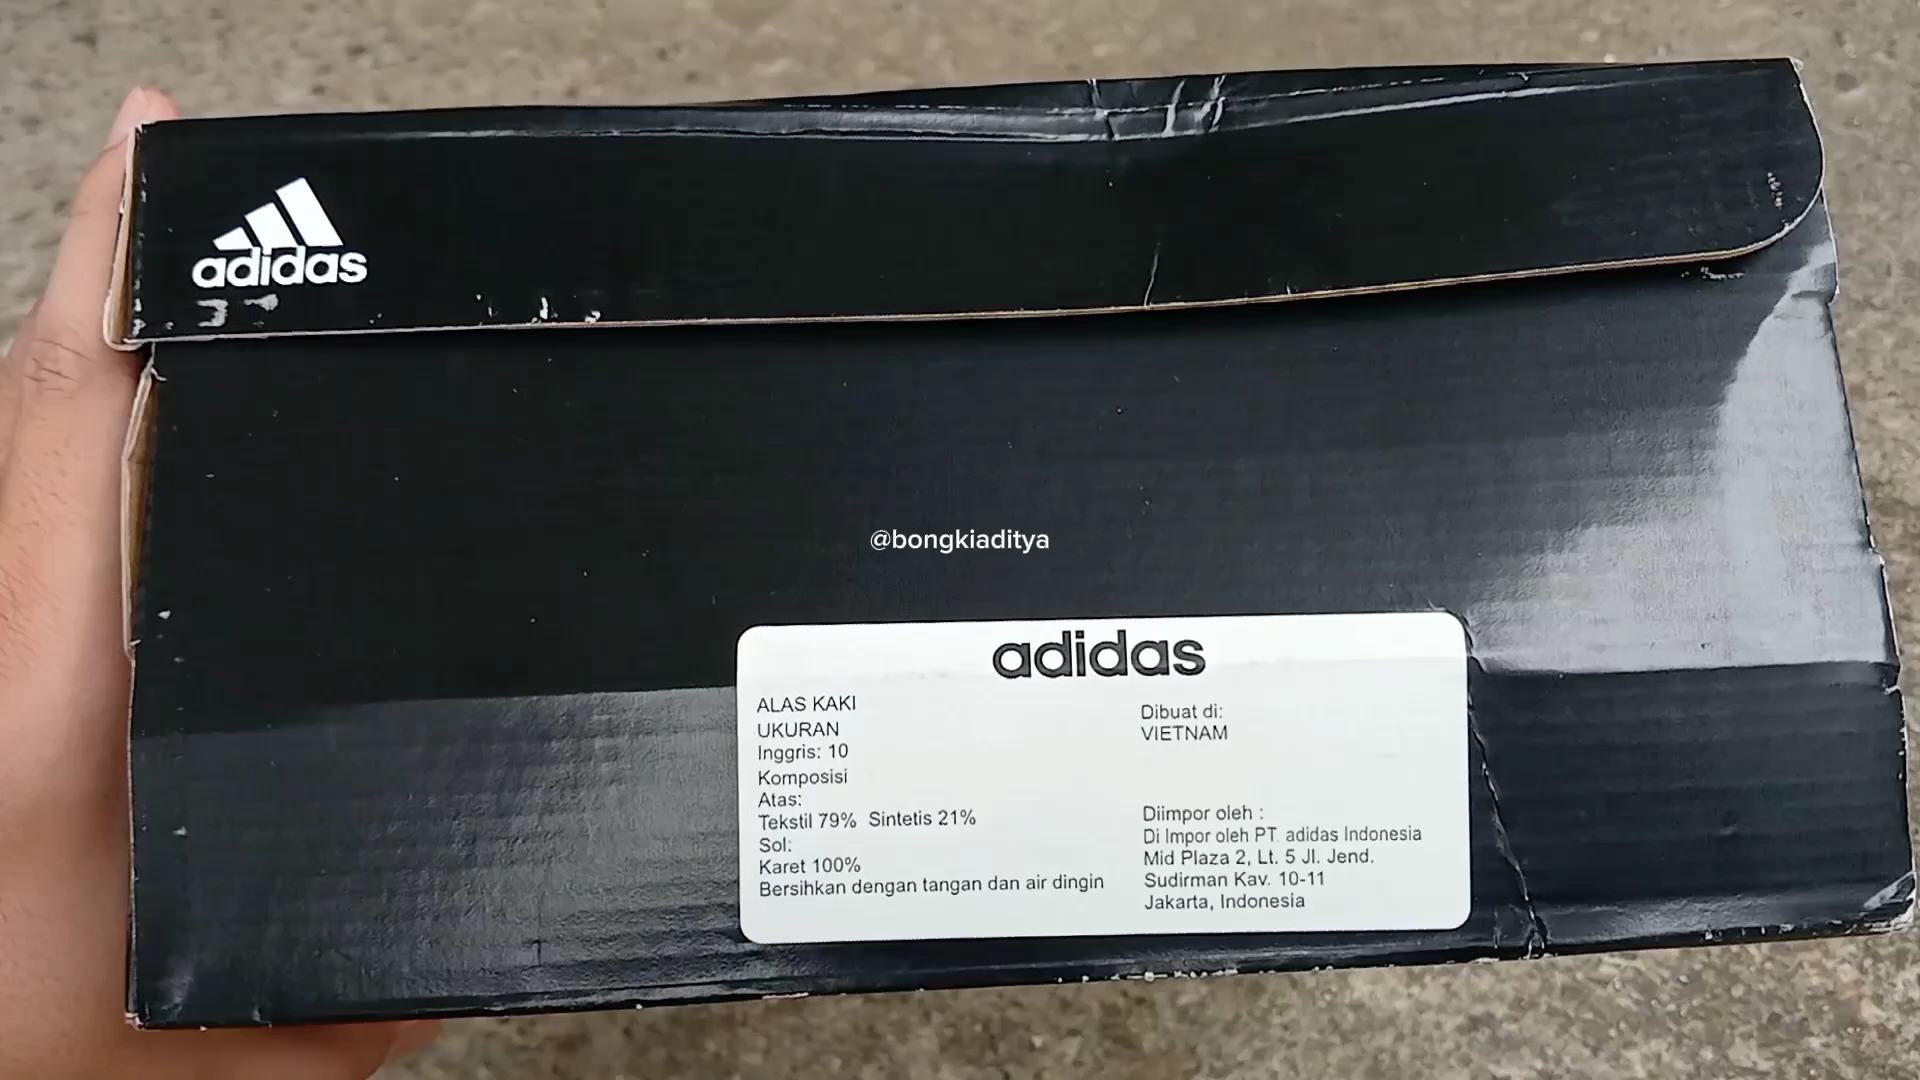 adidas
@bongkiaditya
adidas
ALAS KAKI
UKURAN
Inggris: 10
Komposisi
Atas:
Tekstil 79% Sintetis 21%
Sol:
Karet 100%
Bersihkan dengan tangan dan air dingin
Dibuat di:
VIETNAM
Diimpor oleh :
Di Impor oleh PT. adidas Indonesia
Mid Plaza 2, Lt. 5 Jl. Jend.
Sudirman Kav. 10-11
Jakarta, Indonesia